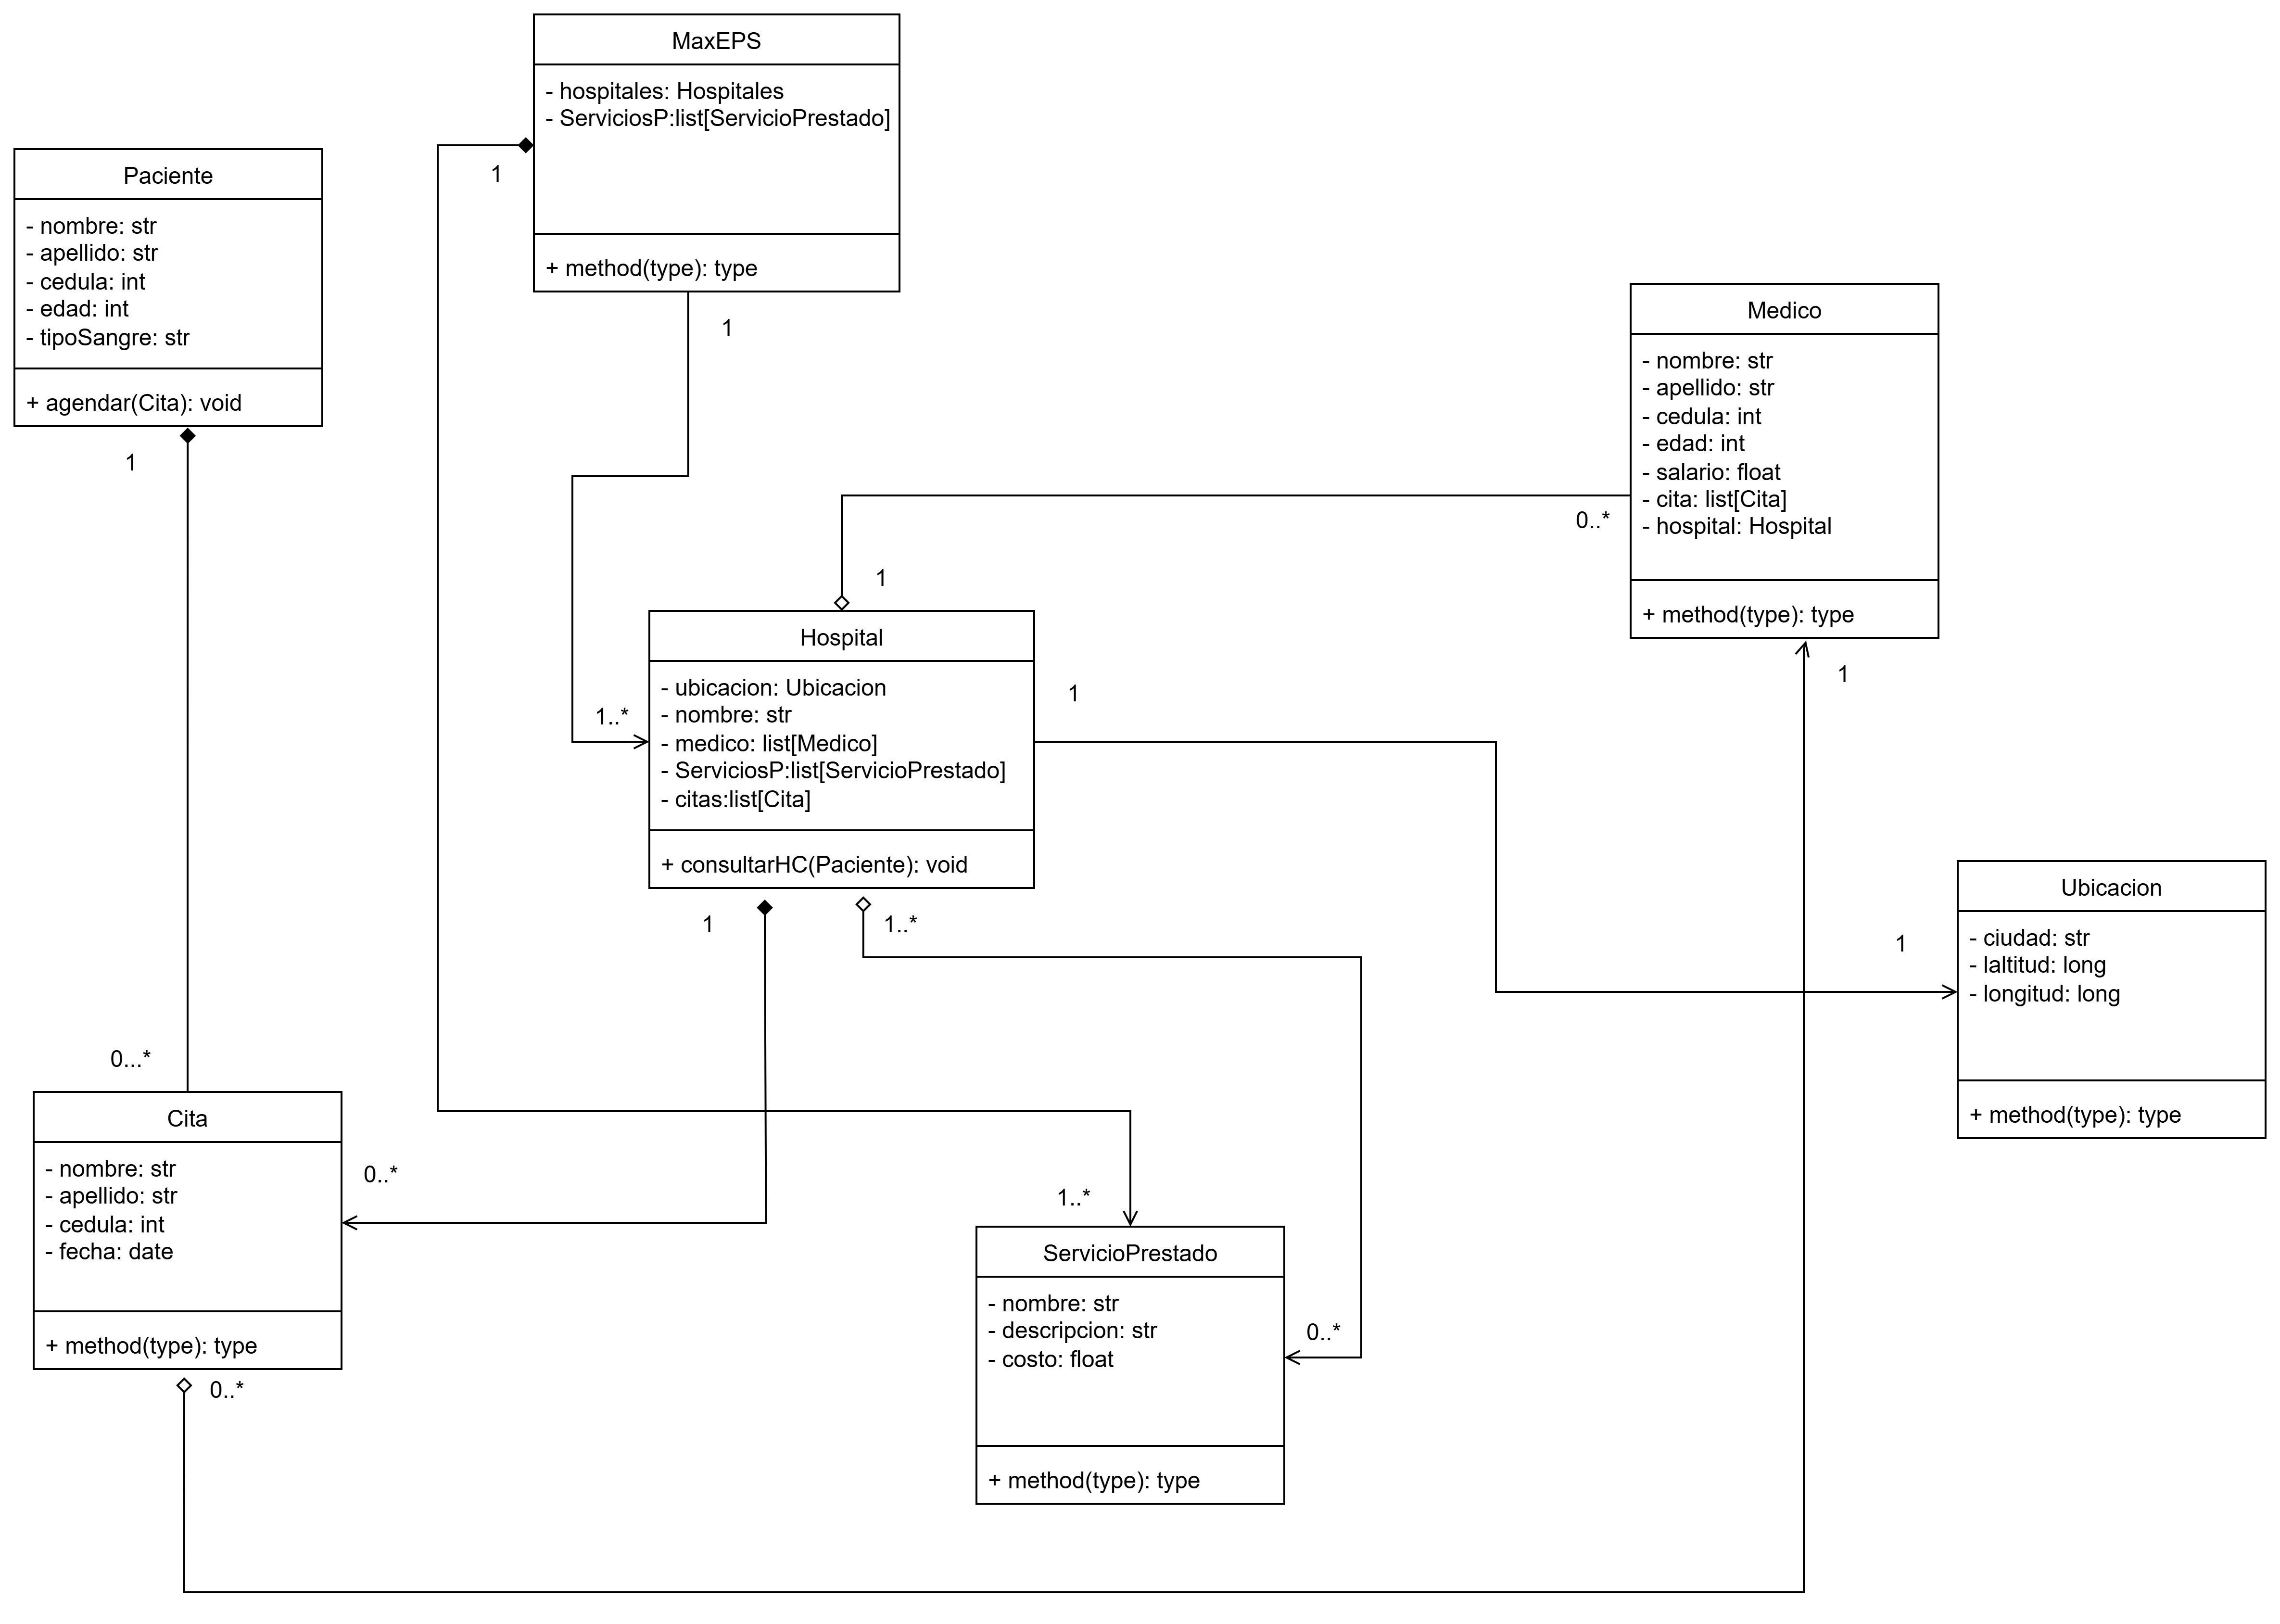 MaxEPS
- hospitales: Hospitales
- ServiciosP:list[ServicioPrestado]
+ method(type): type
1
1
Paciente
- nombre: str
- apellido: str
- cedula: int
- edad: int
- tipoSangre: str
+ agendar(Cita): void
1
Medico
- nombre: str
- apellido: str
- cedula: int
- edad: int
- salario: float
- cita: list[Cita]
- hospital: Hospital
+ method(type): type
0..*
1
1
Hospital
- ubicacion: Ubicacion
- nombre: str
- medico: list[Medico]
- ServiciosP:list[ServicioPrestado]
- citas:list[Cita]
+ consultarHC(Paciente): void
1..*
1
1
1..*
Ubicacion
- ciudad: str
- laltitud: long
- longitud: long
+ method(type): type
1
0...*
Cita
- nombre: str
- apellido: str
- cedula: int
- fecha: date
+ method(type): type
0..*
0..*
1..*
ServicioPrestado
- nombre: str
- descripcion: str
- costo: float
+ method(type): type
0..*